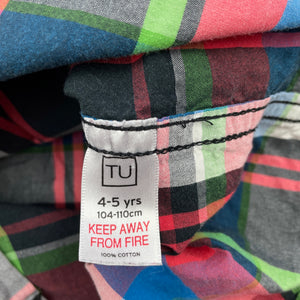 TU
4-5 yrs
104-110cm
KEEP AWAY
FROM FIRE
100% COTTON